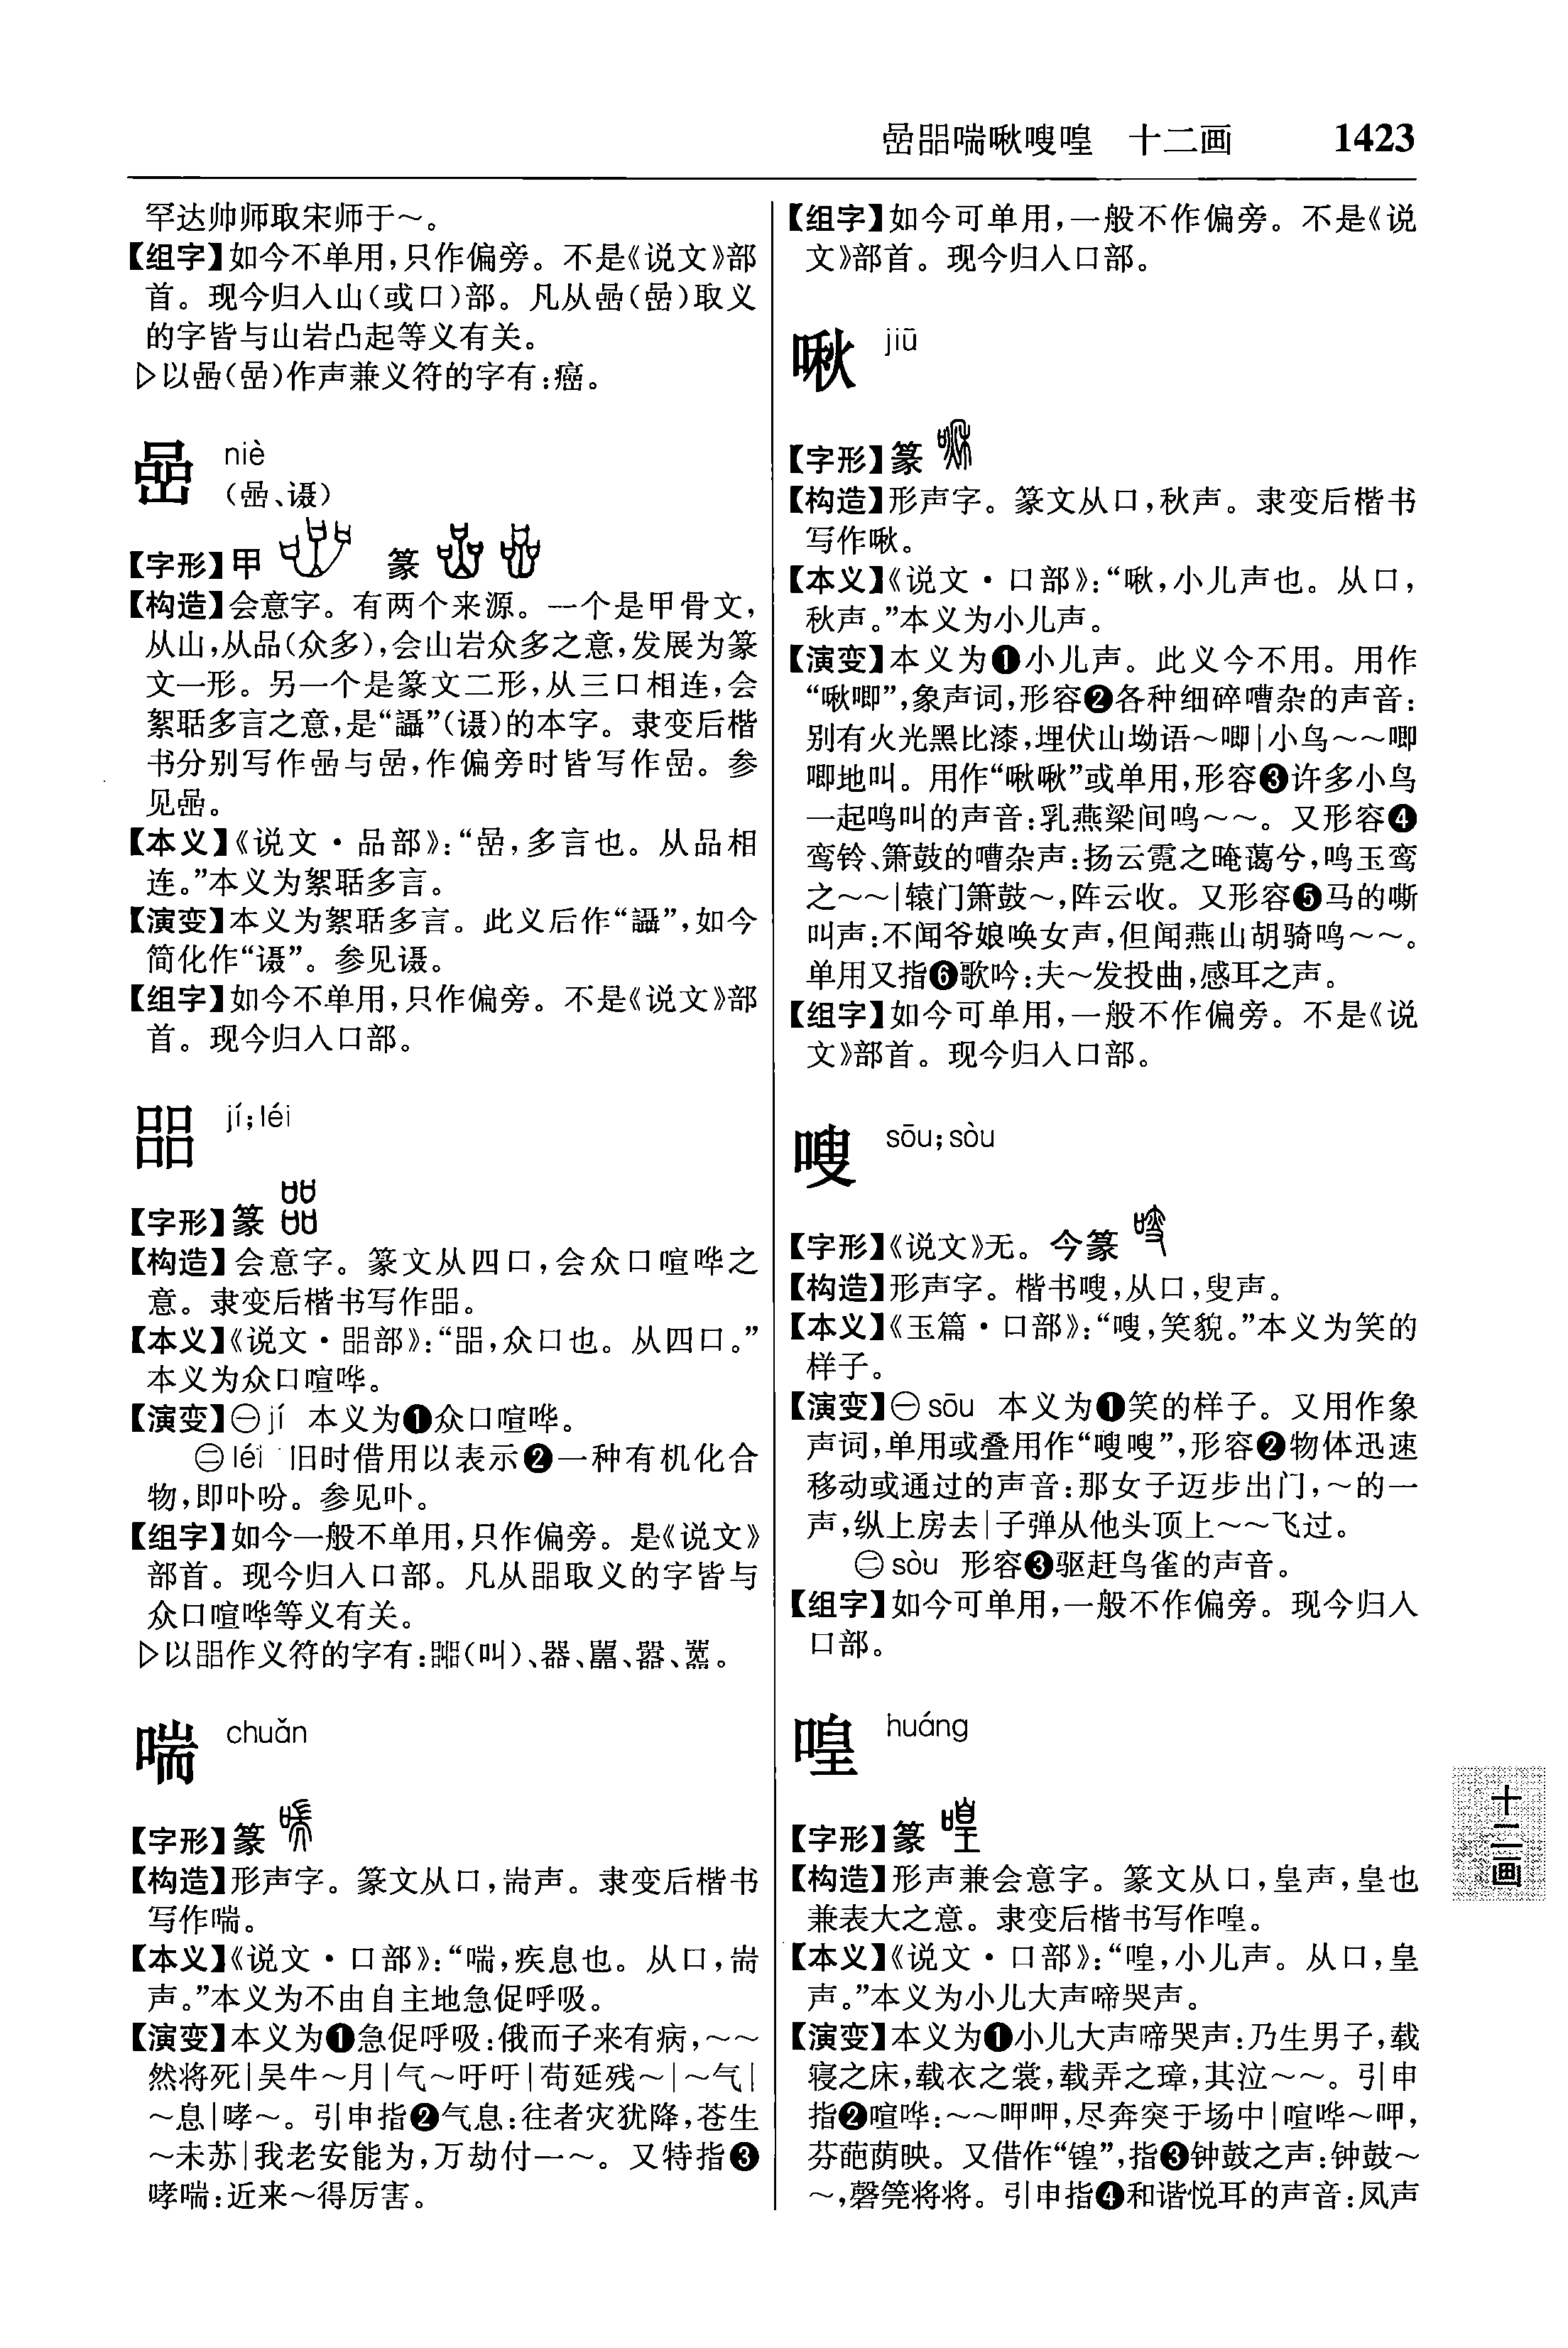 嵒㗊喘啾嗖喤 十二画 1423
罕达帅师取宋师于～。
【组字】如今不单用,只作偏旁。不是《说文》部
首。现今归入山(或口)部。凡从嵒(喦)取义
的字皆与山岩凸起等义有关。
▷以嵒(喦)作声兼义符的字有:癌。
喦 niè
(嵒、讘)
【字形】甲 篆
【构造】会意字。有两个来源。一个是甲骨文,
从山,从品(众多),会山岩众多之意,发展为篆
文一形。另一个是篆文二形,从三口相连,会
絮聒多言之意,是“讘”(嗫)的本字。隶变后楷
书分别写作嵒与喦,作偏旁时皆写作喦。参
见嵒。
【本义】《说文·品部》:“喦,多言也。从品相
连。”本义为絮聒多言。
【演变】本义为絮聒多言。此义后作“讘”,如今
简化作“𰶎”。参见𰶎。
【组字】如今不单用,只作偏旁。不是《说文》部
首。现今归入口部。
㗊 jí;léi
【字形】篆
【构造】会意字。篆文从四口,会众口喧哗之
意。隶变后楷书写作㗊。
【本义】《说文·㗊部》:“㗊,众口也。从四口。”
本义为众口喧哗。
【演变】㊀jí 本义为❶众口喧哗。
㊁léi 旧时借用以表示❷一种有机化合
物,即卟吩。参见卟。
【组字】如今一般不单用,只作偏旁。是《说文》
部首。现今归入口部。凡从㗊取义的字皆与
众口喧哗等义有关。
▷以㗊作义符的字有:嘂(叫)、器、嚚、嚣、
喘 chuǎn
【字形】篆
【构造】形声字。篆文从口,耑声。隶变后楷书
写作喘。
【本义】《说文·口部》:“喘,疾息也。从口,耑
声。”本义为不由自主地急促呼吸。
【演变】本义为❶急促呼吸:俄而子来有病,～～
然将死|吴牛～月|气～吁吁|苟延残～|～气|
～息|哮～。引申指❷气息:往者灾犹降,苍生
～未苏|我老安能为,万劫付一～。又特指❸
哮喘:近来～得厉害。
【组字】如今可单用,一般不作偏旁。不是《说
文》部首。现今归入口部。
啾 jiū
【字形】篆
【构造】形声字。篆文从口,秋声。隶变后楷书
写作啾。
【本义】《说文·口部》:“啾,小儿声也。从口,
秋声。”本义为小儿声。
【演变】本义为❶小儿声。此义今不用。用作
“啾唧”,象声词,形容❷各种细碎嘈杂的声音:
别有火光黑比漆,埋伏山坳语～唧|小鸟～～唧
唧地叫。用作“啾啾”或单用,形容❸许多小鸟
一起鸣叫的声音:乳燕梁间鸣～～。又形容❹
鸾铃、箫鼓的嘈杂声:扬云霓之晻蔼兮,鸣玉鸾
之～～|辕门箫鼓～,阵云收。又形容❺马的嘶
叫声:不闻爷娘唤女声,但闻燕山胡骑鸣～～。
单用又指❻歌吟:夫～发投曲,感耳之声。
【组字】如今可单用,一般不作偏旁。不是《说
文》部首。现今归入口部。
嗖 sōu;sòu
【字形】《说文》无。今篆
【构造】形声字。楷书嗖,从口,叟声。
【本义】《玉篇·口部》:“嗖,笑貌。”本义为笑的
样子。
【演变】㊀sōu 本义为❶笑的样子。又用作象
声词,单用或叠用作“嗖嗖”,形容❷物体迅速
移动或通过的声音:那女子迈步出门,～的一
声,纵上房去|子弹从他头顶上～～飞过。
㊁sòu 形容❸驱赶鸟雀的声音。
【组字】如今可单用,一般不作偏旁。现今归入
口部。
喤 huáng
【字形】篆
【构造】形声兼会意字。篆文从口,皇声,皇也
兼表大之意。隶变后楷书写作喤。
【本义】《说文·口部》:“喤,小儿声。从口,皇
声。”本义为小儿大声啼哭声。
【演变】本义为❶小儿大声啼哭声:乃生男子,载
寝之床,载衣之裳,载弄之璋,其泣～～。引申
指❷喧哗:～～呷呷,尽奔突于场中|喧哗～呷,
芬葩荫映。又借作“锽”,指❸钟鼓之声:钟鼓～
～,磬筦将将。引申指❹和谐悦耳的声音:凤声
十二画